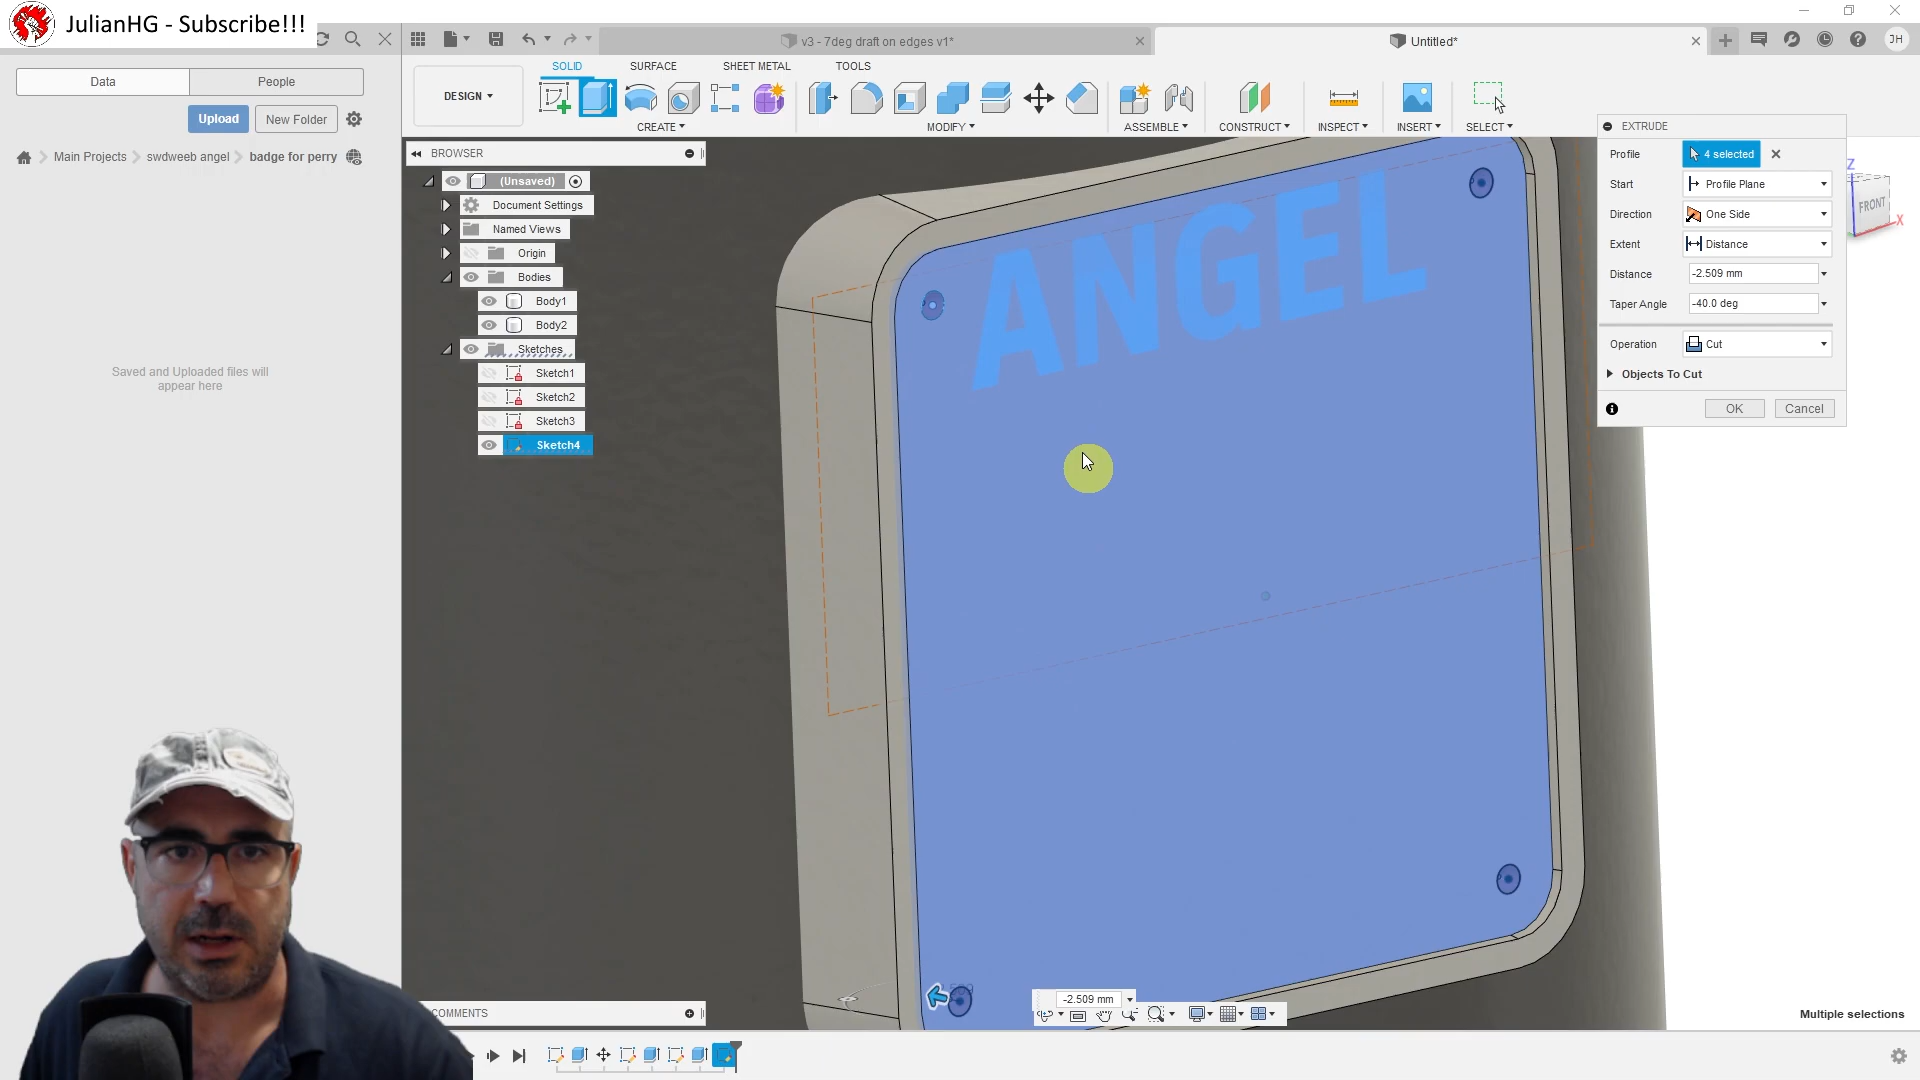 JulianHG - Subscribe!!!
v3 - 7deg draft on edges v1*
Untitled*
JH
Data
People
Upload
New Folder
Main Projects
swdweeb angel
badge for perry
Saved and Uploaded files will
appear here
DESIGN
SOLID
SURFACE
SHEET METAL
TOOLS
CREATE
MODIFY
ASSEMBLE
CONSTRUCT
INSPECT
INSERT
SELECT
BROWSER
(Unsaved)
Document Settings
Named Views
Origin
Bodies
Body1
Body2
Sketches
Sketch1
Sketch2
Sketch3
Sketch4
ANGEL
EXTRUDE
Profile
4 selected
Start
Profile Plane
Direction
One Side
Extent
Distance
Distance
-2.509 mm
Taper Angle
-40.0 deg
Operation
Cut
Objects To Cut
OK
Cancel
Z
FRONT
X
-2.509 mm
COMMENTS
Multiple selections